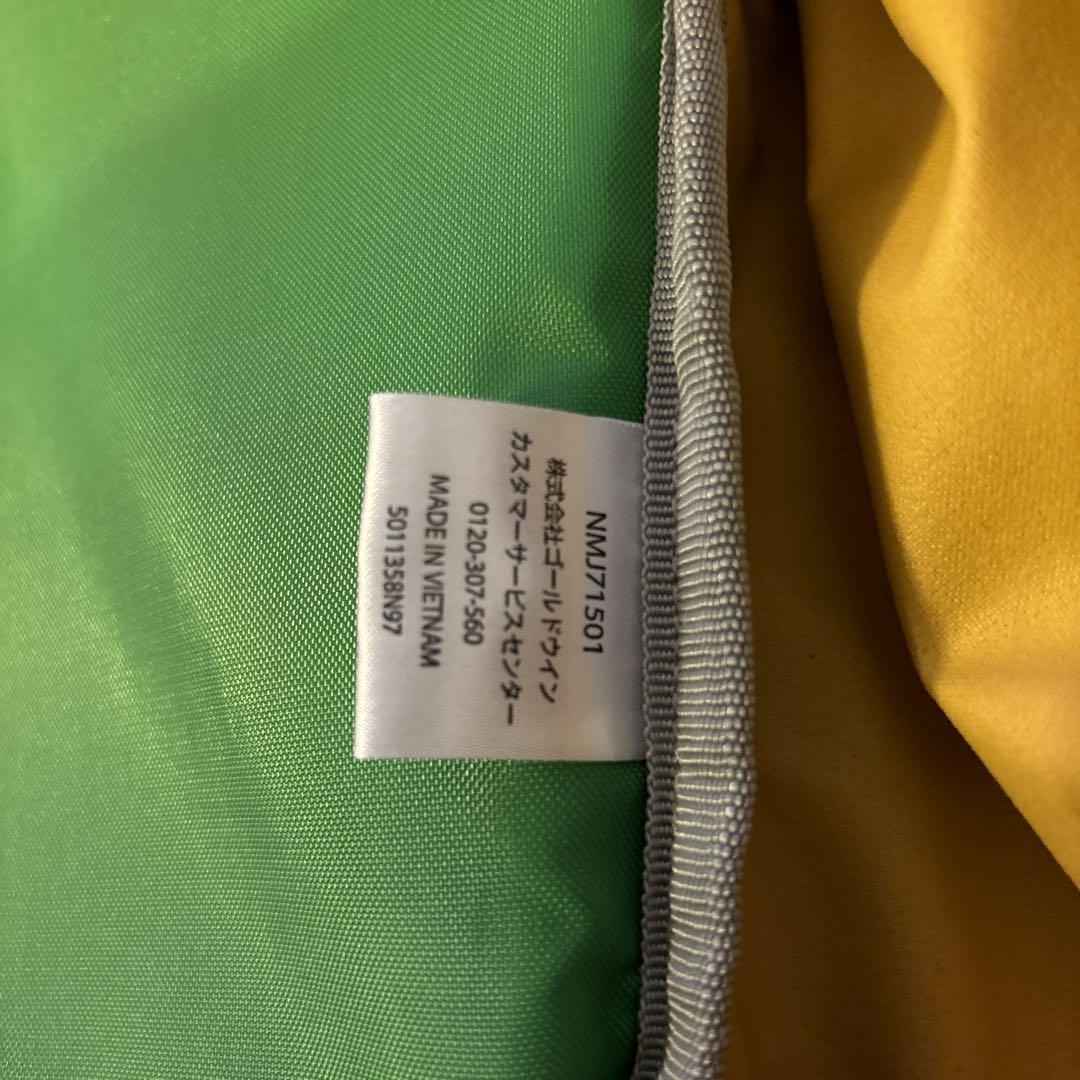 NMJ71501
株式会社ゴールドウイン
カスタマーサービスセンター
0120-307-560
MADE IN VIETNAM
5011358N97